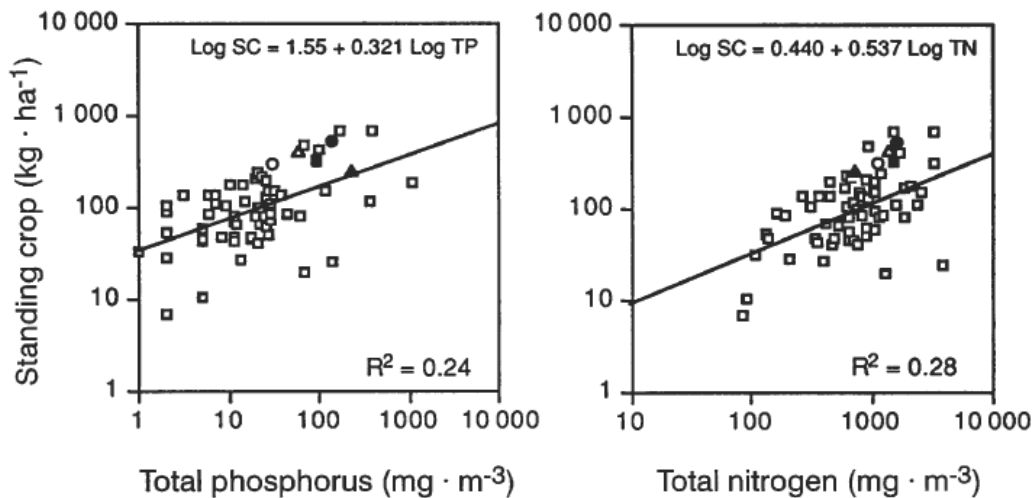 10 000
1 000
100
10
1
Standing crop (kg · ha⁻¹)
Log SC = 1.55 + 0.321 Log TP
R² = 0.24
1 10 100 1000 10 000
Total phosphorus (mg · m⁻³)
10 000
1 000
100
10
1
Log SC = 0.440 + 0.537 Log TN
R² = 0.28
10 100 1000 10 000
Total nitrogen (mg · m⁻³)